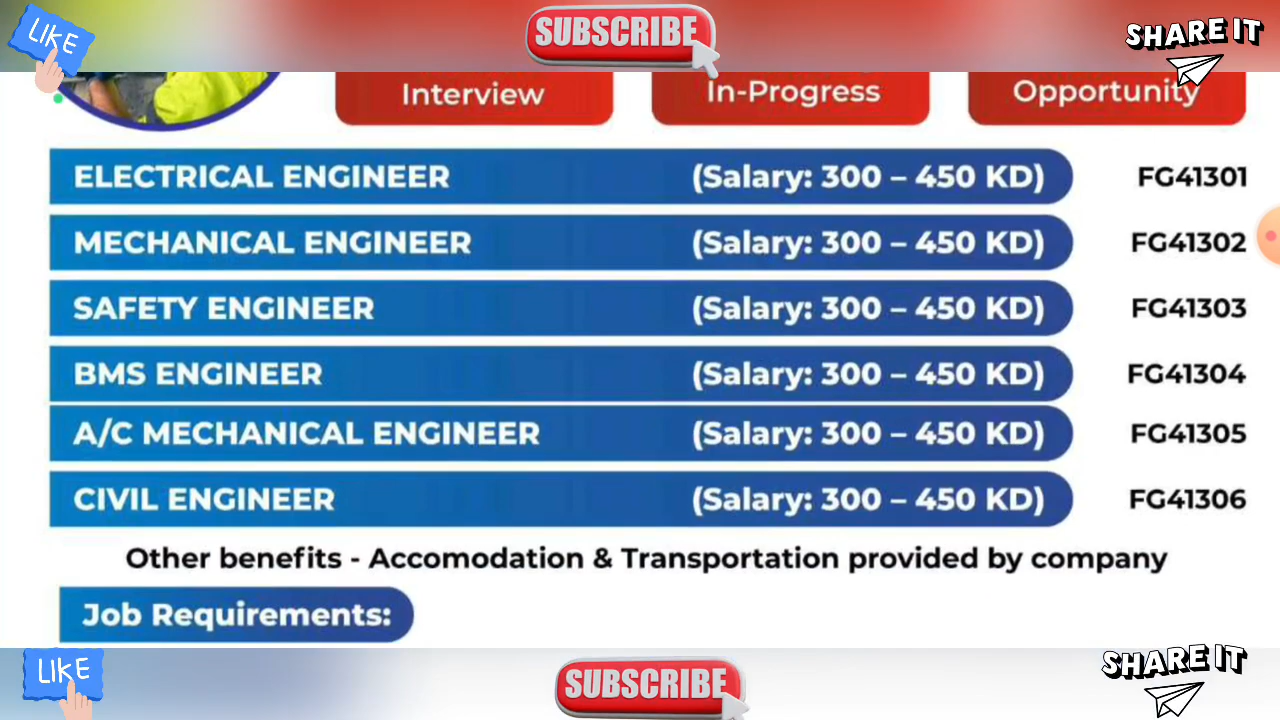 LIKE
SUBSCRIBE
SHARE IT
Interview
In-Progress
Opportunity
ELECTRICAL ENGINEER (Salary: 300 – 450 KD) FG41301
MECHANICAL ENGINEER (Salary: 300 – 450 KD) FG41302
SAFETY ENGINEER (Salary: 300 – 450 KD) FG41303
BMS ENGINEER (Salary: 300 – 450 KD) FG41304
A/C MECHANICAL ENGINEER (Salary: 300 – 450 KD) FG41305
CIVIL ENGINEER (Salary: 300 – 450 KD) FG41306
Other benefits - Accomodation & Transportation provided by company
Job Requirements:
LIKE
SUBSCRIBE
SHARE IT